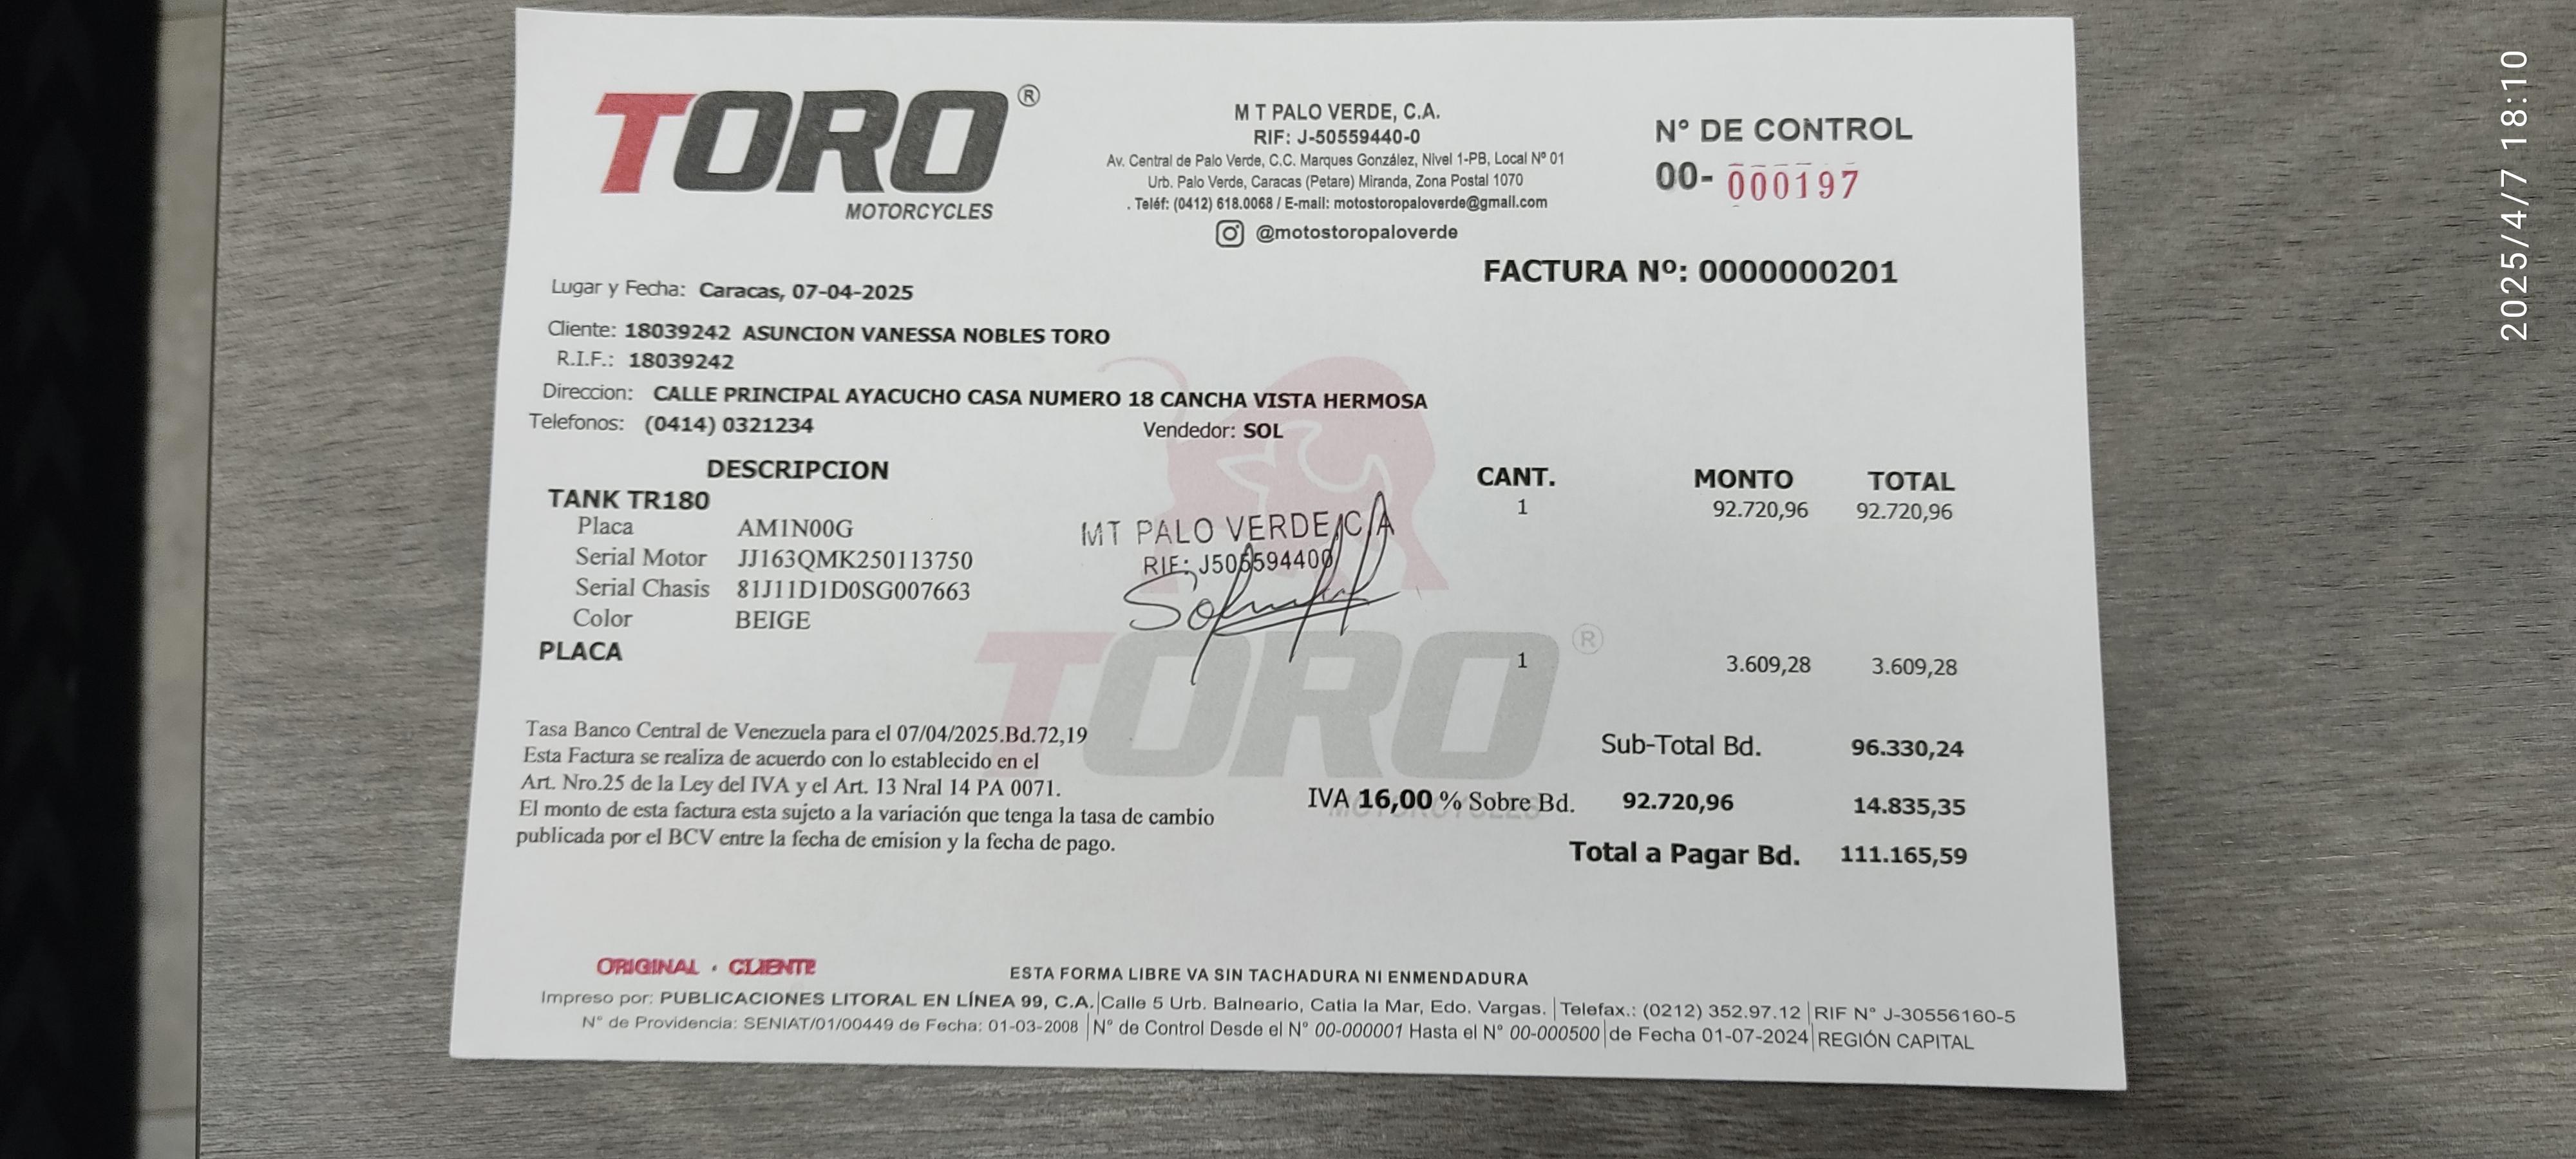 TORO ®
MOTORCYCLES
M T PALO VERDE, C.A.
RIF: J-50559440-0
Av. Central de Palo Verde, C.C. Marques González, Nivel 1-PB, Local Nº 01
Urb. Palo Verde, Caracas (Petare) Miranda, Zona Postal 1070
. Teléf: (0412) 618.0068 / E-mail: motostoropaloverde@gmail.com
@motostoropaloverde
N° DE CONTROL
00- 000197
FACTURA Nº: 0000000201
Lugar y Fecha: Caracas, 07-04-2025
Cliente: 18039242 ASUNCION VANESSA NOBLES TORO
R.I.F.: 18039242
Direccion: CALLE PRINCIPAL AYACUCHO CASA NUMERO 18 CANCHA VISTA HERMOSA
Telefonos: (0414) 0321234 Vendedor: SOL
DESCRIPCION CANT. MONTO TOTAL
TANK TR180 1 92.720,96 92.720,96
Placa AM1N00G
Serial Motor JJ163QMK250113750
Serial Chasis 81J11D1D0SG007663
Color BEIGE
MT PALO VERDE, C A
RIF: J505594400
PLACA 1 3.609,28 3.609,28
TORO ®
MOTORCYCLES
Tasa Banco Central de Venezuela para el 07/04/2025.Bd.72,19
Esta Factura se realiza de acuerdo con lo establecido en el
Art. Nro.25 de la Ley del IVA y el Art. 13 Nral 14 PA 0071.
El monto de esta factura esta sujeto a la variación que tenga la tasa de cambio
publicada por el BCV entre la fecha de emision y la fecha de pago.
Sub-Total Bd. 96.330,24
IVA 16,00 % Sobre Bd. 92.720,96 14.835,35
Total a Pagar Bd. 111.165,59
ORIGINAL · CLIENTE
ESTA FORMA LIBRE VA SIN TACHADURA NI ENMENDADURA
Impreso por: PUBLICACIONES LITORAL EN LÍNEA 99, C.A. Calle 5 Urb. Balneario, Catia la Mar, Edo. Vargas. Telefax.: (0212) 352.97.12 RIF N° J-30556160-5
N° de Providencia: SENIAT/01/00449 de Fecha: 01-03-2008 N° de Control Desde el N° 00-000001 Hasta el N° 00-000500 de Fecha 01-07-2024 REGIÓN CAPITAL
2025/4/7 18:10